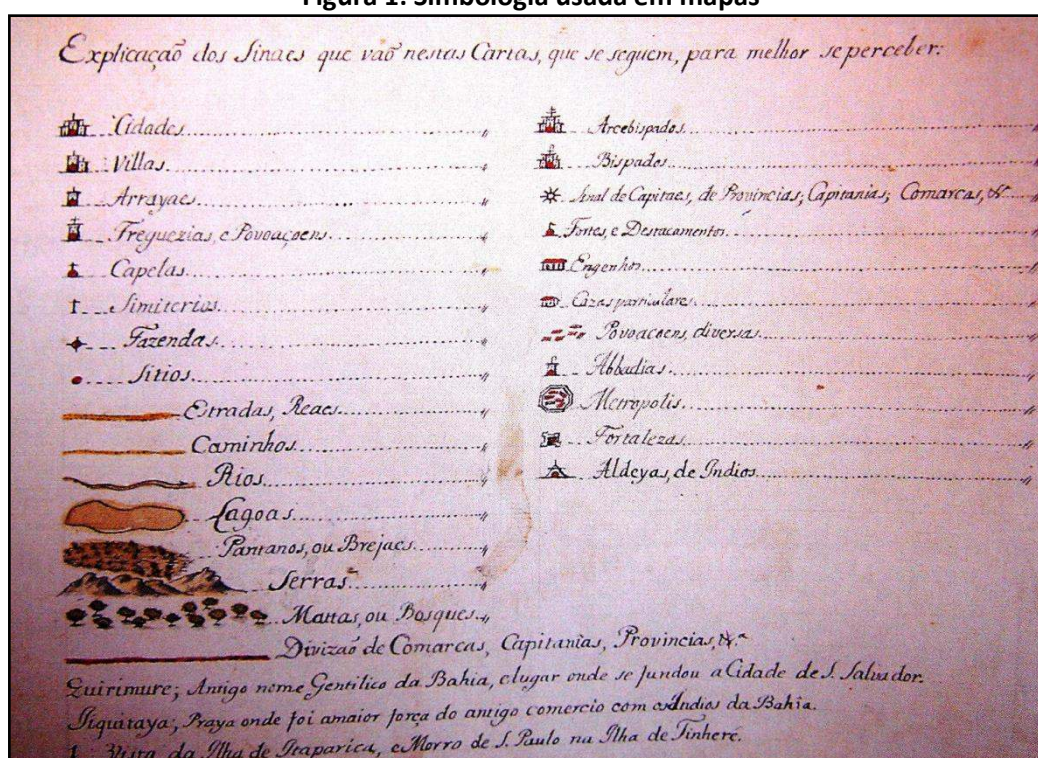 Figura 1: Simbologia usada em mapas
Explicação dos Sinaes que vão nestas Cartas, que se seguem, para melhor se perceber:
Cidades
Villas
Arrayaes
Freguezias, e Povoaçoens
Capelas
Simiterios
Fazendas
Sitios
Estradas, Reaes
Caminhos
Rios
Lagoas
Pantanos, ou Brejaes
Serras
Mattas, ou Bosques
Divizaõ de Comarcas, Capitanîas, Provincias, &ª
Arcebispados
Bispados
Sinal de Capitaes, de Provincias; Capitanias; Comarcas, &ª
Fortes, e Destacamentos
Engenhos
Cazas particulares
Povoaçoens, diversas
Abbadias
Metropolis
Fortalezas
Aldeyas, de Indios
Quirimure; Antigo nome Gentilico da Bahia, e lugar onde se fundou a Cidade de S. Salvador.
Jiquitaya; Praya onde foi amaior força do antigo comercio com os Indios da Bahia.
1 Vista da Ilha de Itaparica, e Morro de S. Paulo na Ilha de Tinheré.